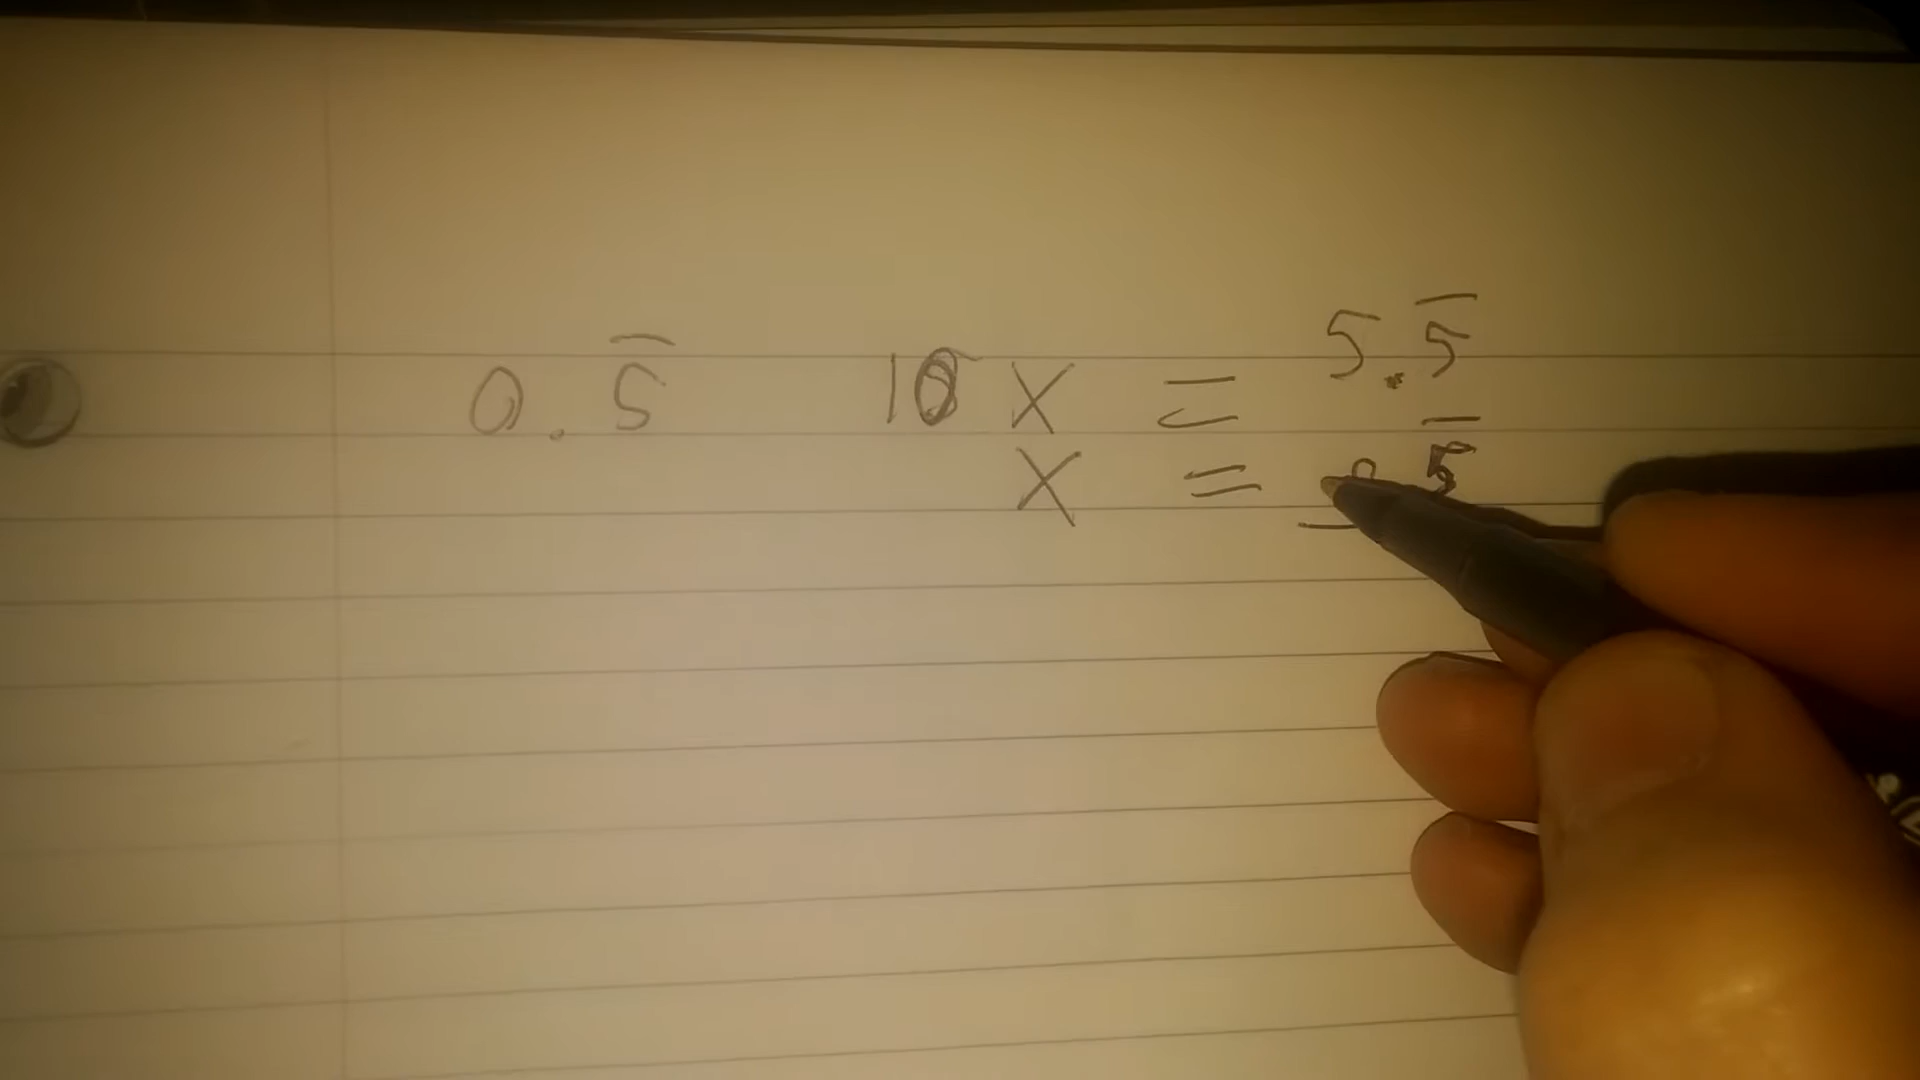 0.5̅ 10x = 5.5̅
x = 0.5̅